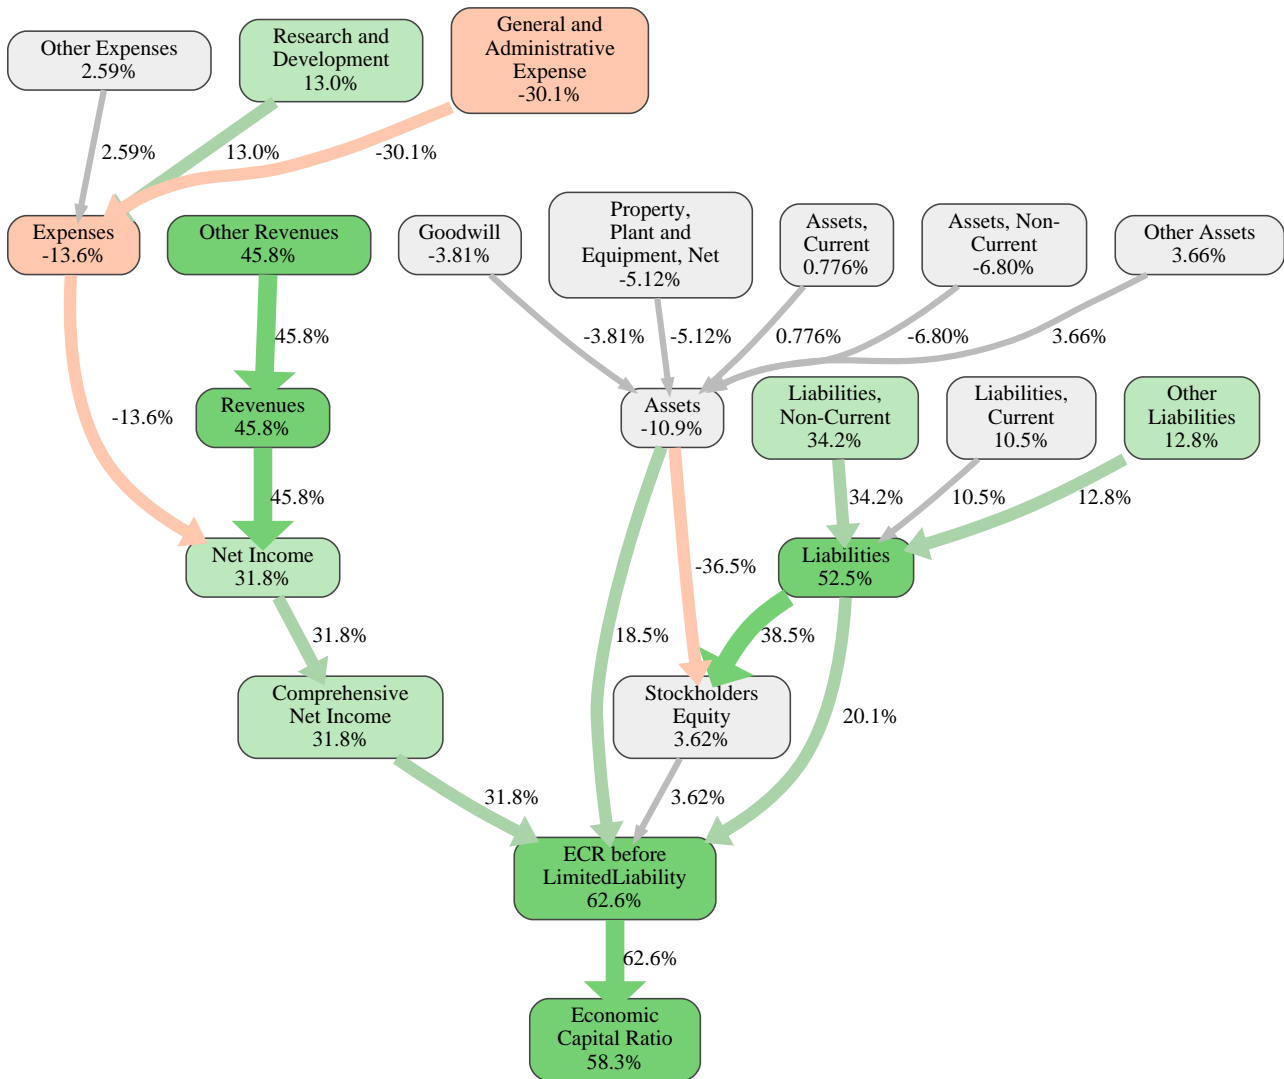 Other Expenses
2.59%
Research and
Development
13.0%
General and
Administrative
Expense
-30.1%
2.59%
13.0%
-30.1%
Expenses
-13.6%
Other Revenues
45.8%
Goodwill
-3.81%
Property,
Plant and
Equipment, Net
-5.12%
Assets,
Current
0.776%
Assets, Non-
Current
-6.80%
Other Assets
3.66%
45.8%
-3.81%
-5.12%
0.776%
-6.80%
3.66%
-13.6%
Revenues
45.8%
Assets
-10.9%
Liabilities,
Non-Current
34.2%
Liabilities,
Current
10.5%
Other
Liabilities
12.8%
45.8%
34.2%
10.5%
12.8%
Net Income
31.8%
-36.5%
Liabilities
52.5%
31.8%
18.5%
38.5%
Comprehensive
Net Income
31.8%
Stockholders
Equity
3.62%
20.1%
31.8%
3.62%
ECR before
LimitedLiability
62.6%
62.6%
Economic
Capital Ratio
58.3%